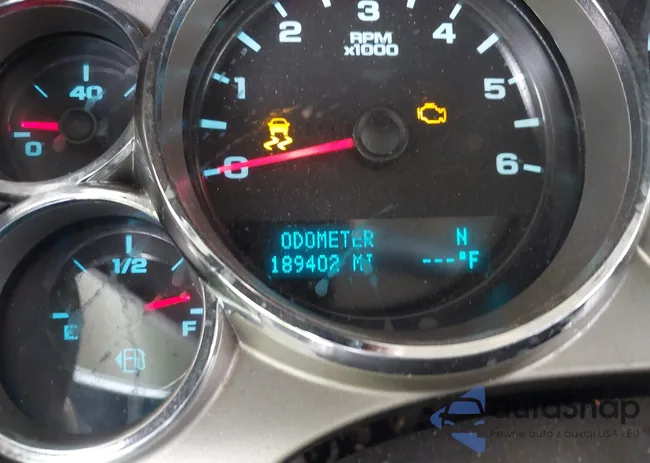 3
2
4
RPM
x1000
40
1
5
0
0
6
ODOMETER N
189402 MI ---°F
1/2
E
F
autaSnap
Pewne auta z aukcji USA - EU